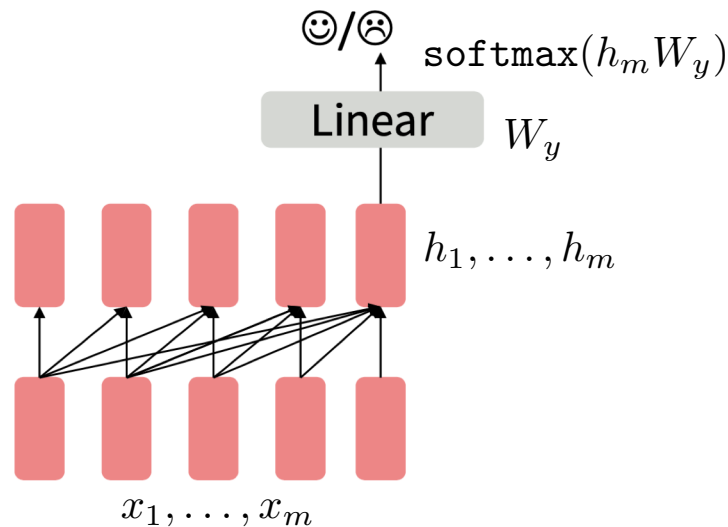 ☺/☹
softmax(h_m W_y)
Linear
W_y
h_1, . . . , h_m
x_1, . . . , x_m